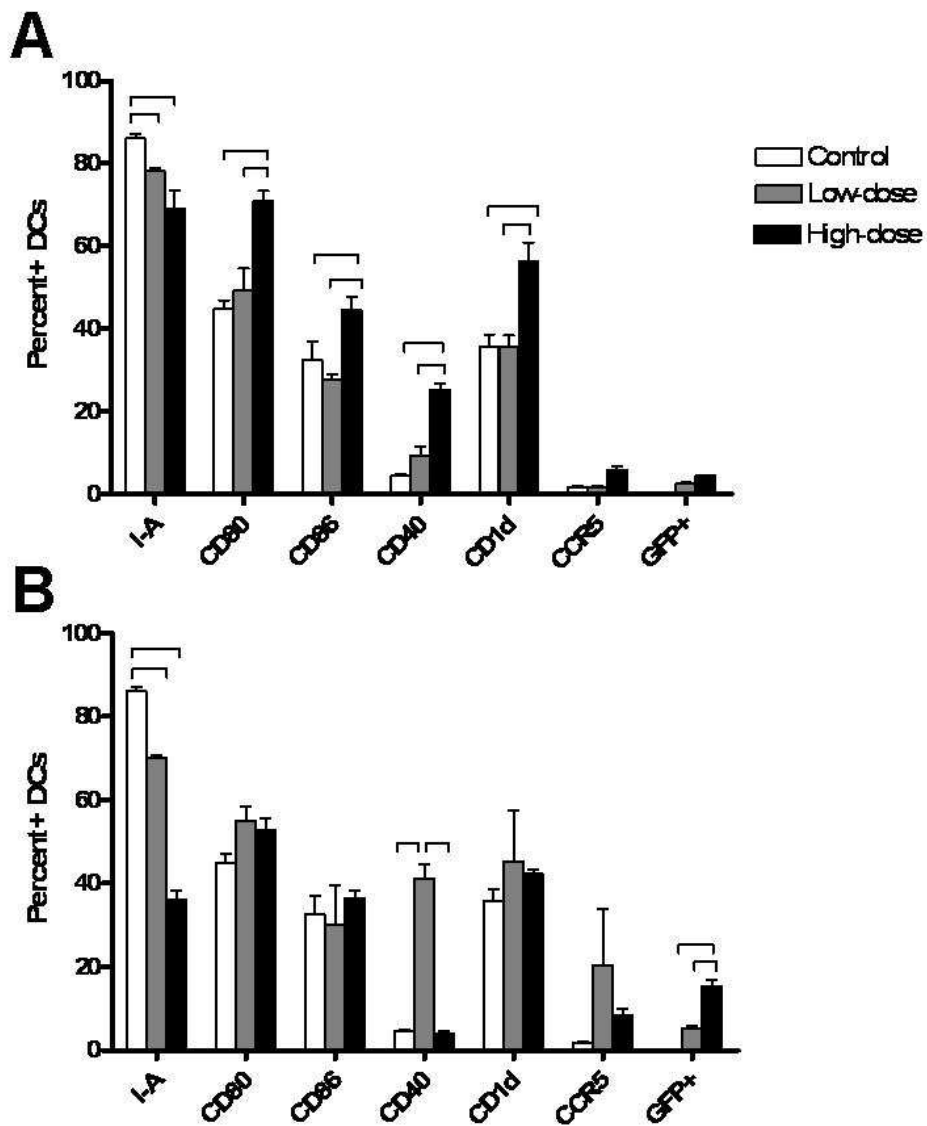 A
100
80
60
40
20
0
Percent+ DCs
I-A
CD80
CD86
CD40
CD1d
CCR5
GFP+
Control
Low-dose
High-dose
B
100
80
60
40
20
0
Percent+ DCs
I-A
CD80
CD86
CD40
CD1d
CCR5
GFP+